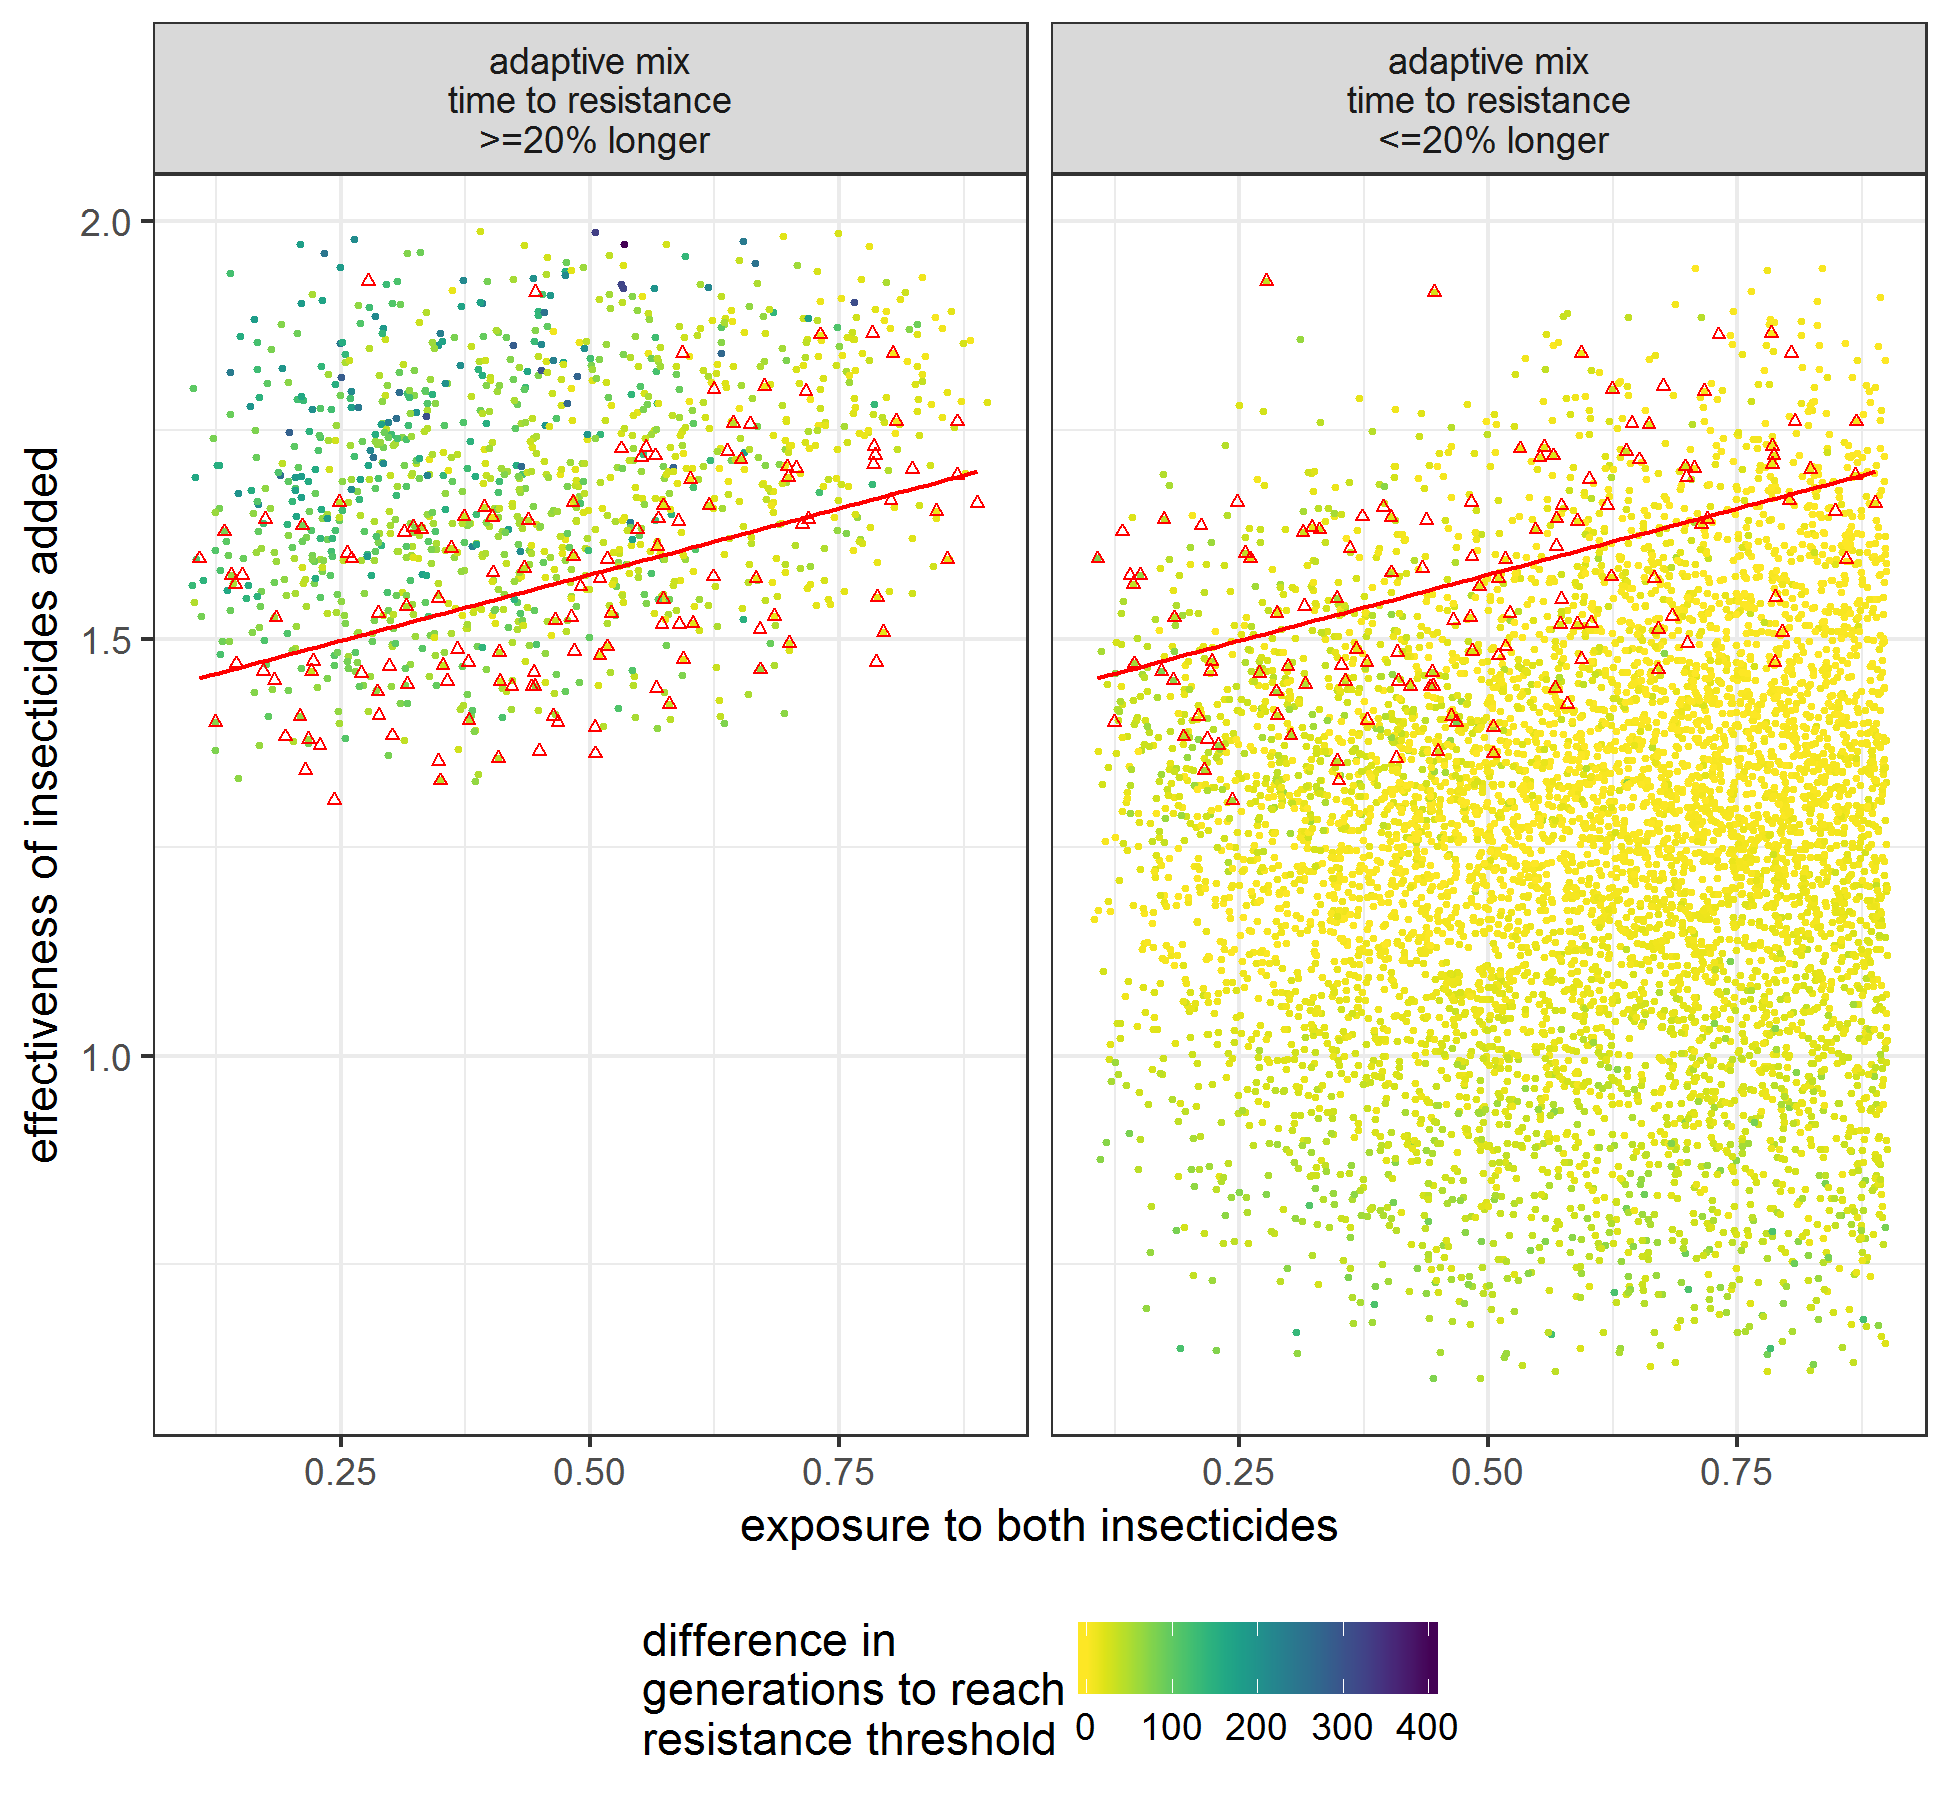 adaptive mix
time to resistance
>=20% longer
adaptive mix
time to resistance
<=20% longer
effectiveness of insecticides added
2.0
1.5
1.0
0.25 0.50 0.75
0.25 0.50 0.75
exposure to both insecticides
difference in
generations to reach
resistance threshold
0 100 200 300 400